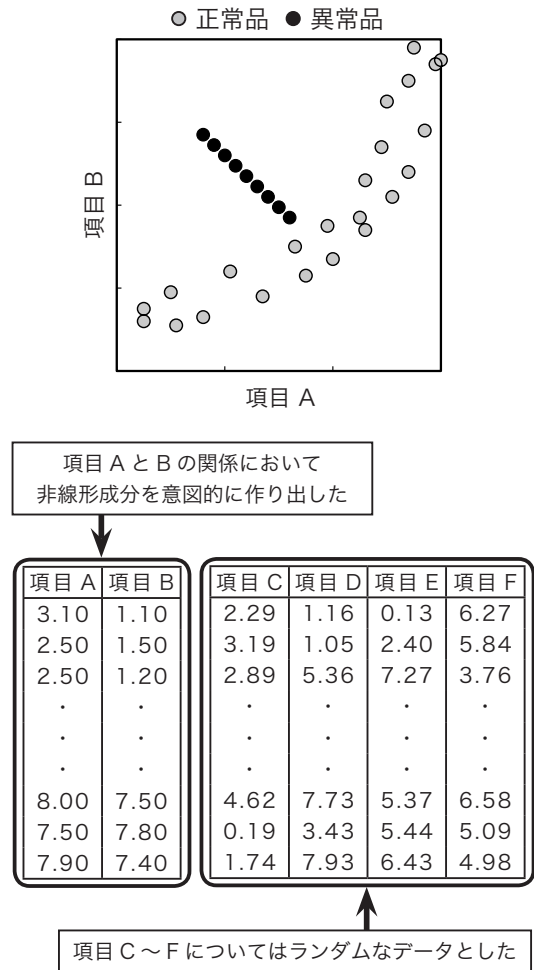 正常品 異常品
項目 B
項目 A
項目 A と B の関係において
非線形成分を意図的に作り出した
項目 A 項目 B 項目 C 項目 D 項目 E 項目 F
3.10 1.10 2.29 1.16 0.13 6.27
2.50 1.50 3.19 1.05 2.40 5.84
2.50 1.20 2.89 5.36 7.27 3.76
・ ・ ・ ・ ・ ・
・ ・ ・ ・ ・ ・
・ ・ ・ ・ ・ ・
8.00 7.50 4.62 7.73 5.37 6.58
7.50 7.80 0.19 3.43 5.44 5.09
7.90 7.40 1.74 7.93 6.43 4.98
項目 C ～ F についてはランダムなデータとした